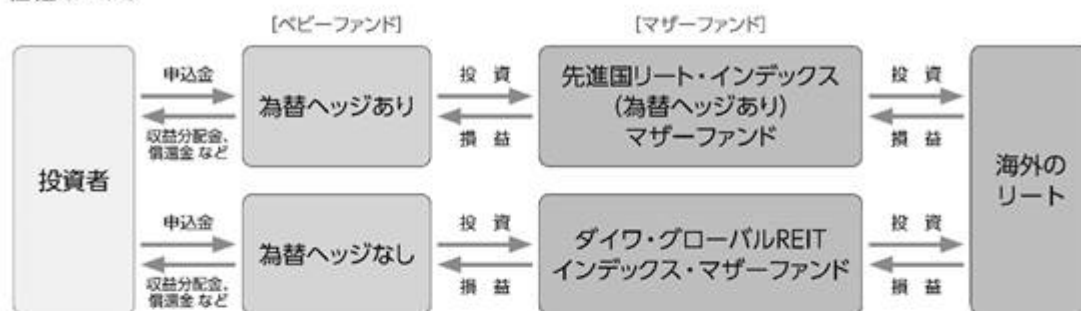 [ベビーファンド]
[マザーファンド]
投資者
申込金
収益分配金、
償還金 など
為替ヘッジあり
投 資
損 益
先進国リート・インデックス
(為替ヘッジあり)
マザーファンド
投 資
損 益
申込金
収益分配金、
償還金 など
為替ヘッジなし
投 資
損 益
ダイワ・グローバルREIT
インデックス・マザーファンド
投 資
損 益
海外の
リート